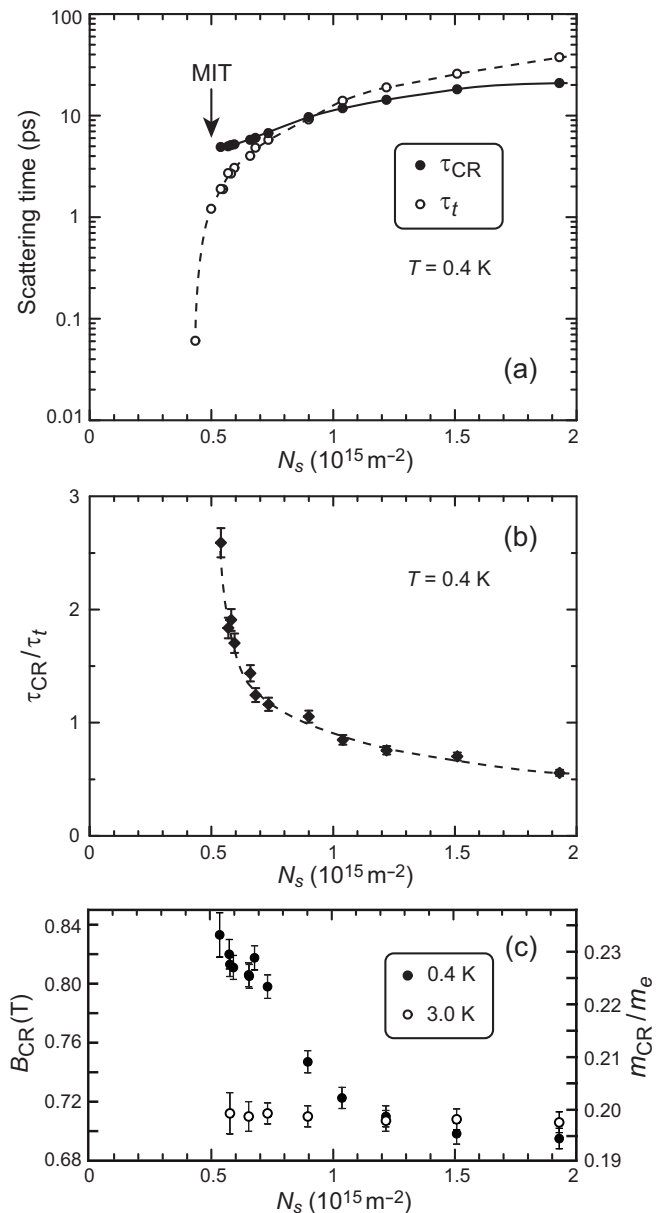 100
10
1
0.1
0.01
Scattering time (ps)
MIT
τCR
τt
T = 0.4 K
(a)
0 0.5 1 1.5 2
Ns (10¹⁵ m⁻²)
3
2
1
0
τCR/τt
(b)
T = 0.4 K
0 0.5 1 1.5 2
Ns (10¹⁵ m⁻²)
0.84
0.80
0.76
0.72
0.68
BCR(T)
(c)
0.4 K
3.0 K
0.23
0.22
0.21
0.20
0.19
mCR/me
0 0.5 1 1.5 2
Ns (10¹⁵ m⁻²)